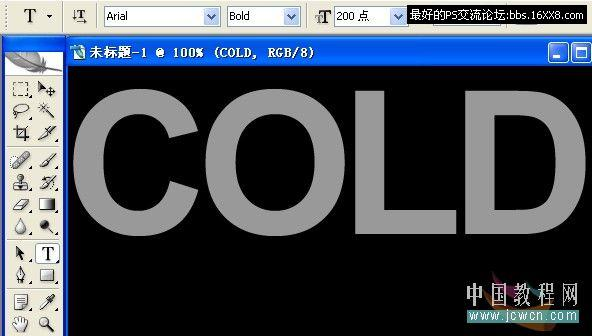 T T Arial Bold T 200 点 最好的PS交流论坛:bbs.16XX8.com
未标题-1 @ 100% (COLD, RGB/8)
COLD
T
中国教程网
www.jcwcn.com